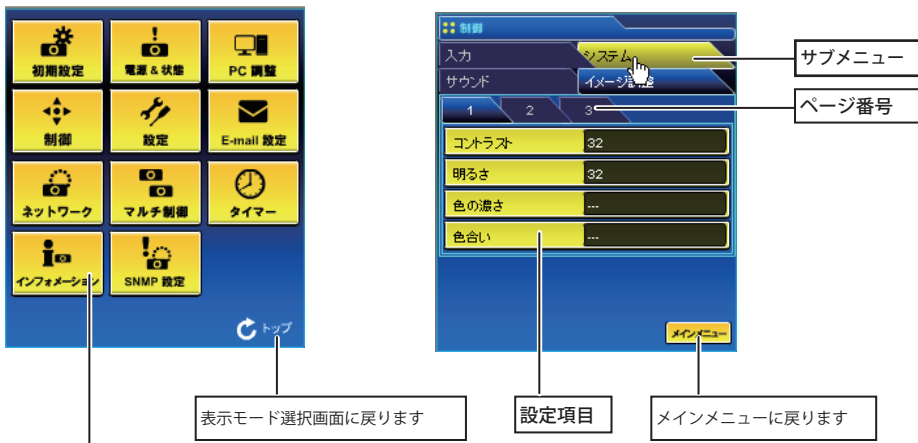 初期設定
電源＆状態
PC 調整
制御
設定
E-mail 設定
ネットワーク
マルチ制御
タイマー
インフォメーション
SNMP 設定
トップ
表示モード選択画面に戻ります
制御
入力
システム
サウンド
イメージ調整
1 2 3
コントラスト 32
明るさ 32
色の濃さ ---
色合い ---
メインメニュー
サブメニュー
ページ番号
設定項目
メインメニューに戻ります